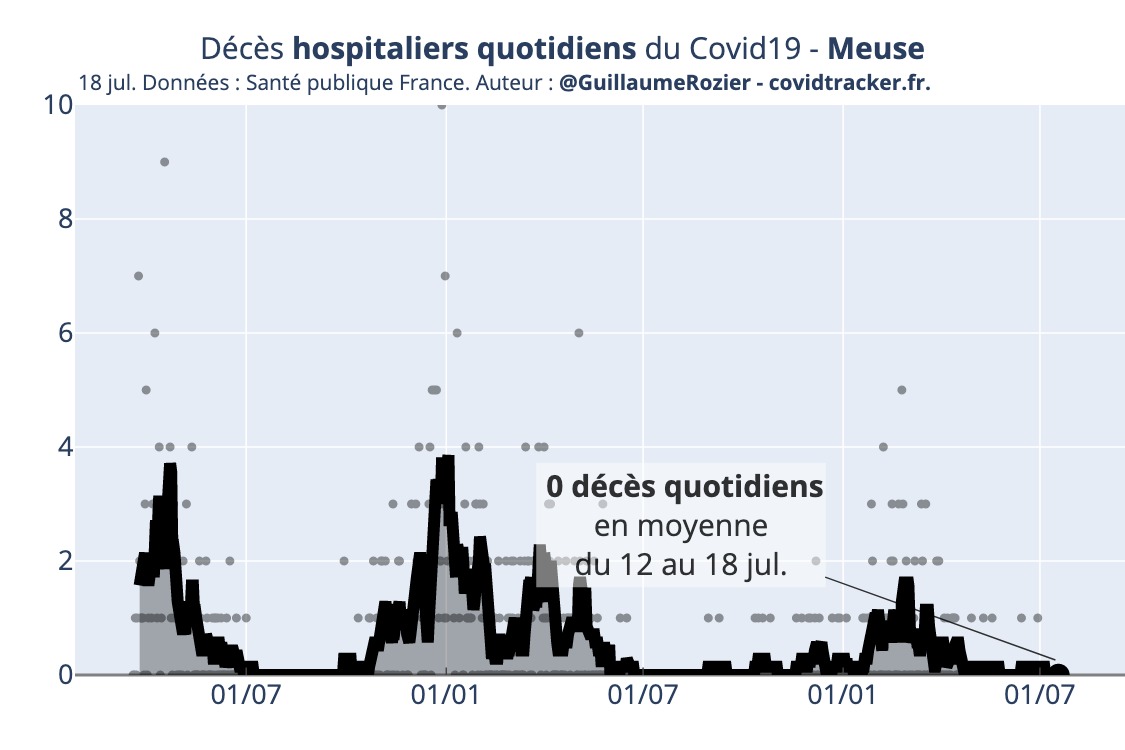 Décès hospitaliers quotidiens du Covid19 - Meuse
18 jul. Données : Santé publique France. Auteur : @GuillaumeRozier - covidtracker.fr.
10
8
6
4
2
0
0 décès quotidiens
en moyenne
du 12 au 18 jul.
01/07 01/01 01/07 01/01 01/07